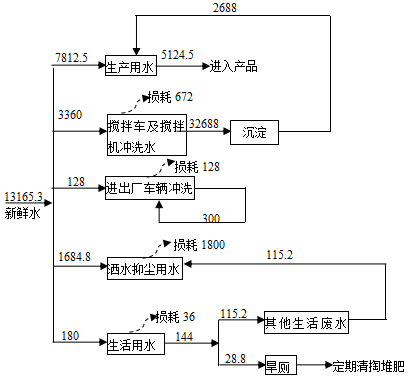 2688
7812.5
5124.5
生产用水
进入产品
损耗 672
3360
搅拌车及搅拌
机冲洗水
32688
沉淀
损耗 128
13165.3
新鲜水
128
进出厂车辆冲洗
300
损耗 1800
1684.8
洒水抑尘用水
115.2
损耗 36
180
生活用水
144
115.2
其他生活废水
28.8
旱厕
定期清掏堆肥